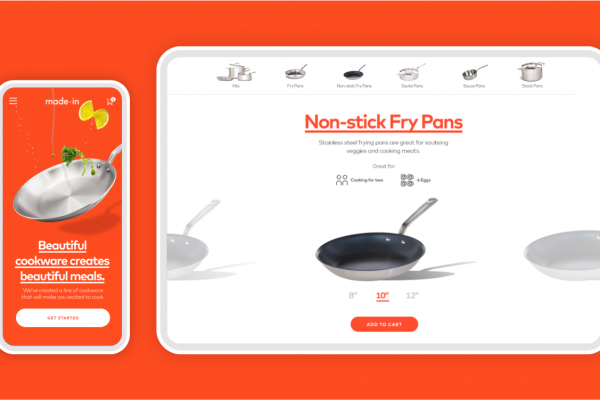 made·in
Beautiful
cookware creates
beautiful meals.
We've created a line of cookware
that will make you excited to cook.
GET STARTED
Kits
Fry Pans
Non-stick Fry Pans
Saute Pans
Sauce Pans
Stock Pans
Non-stick Fry Pans
Stainless steel frying pans are great for sauteing
veggies and cooking meats.
Great for:
Cooking for two
4 Eggs
8"
10"
12"
ADD TO CART